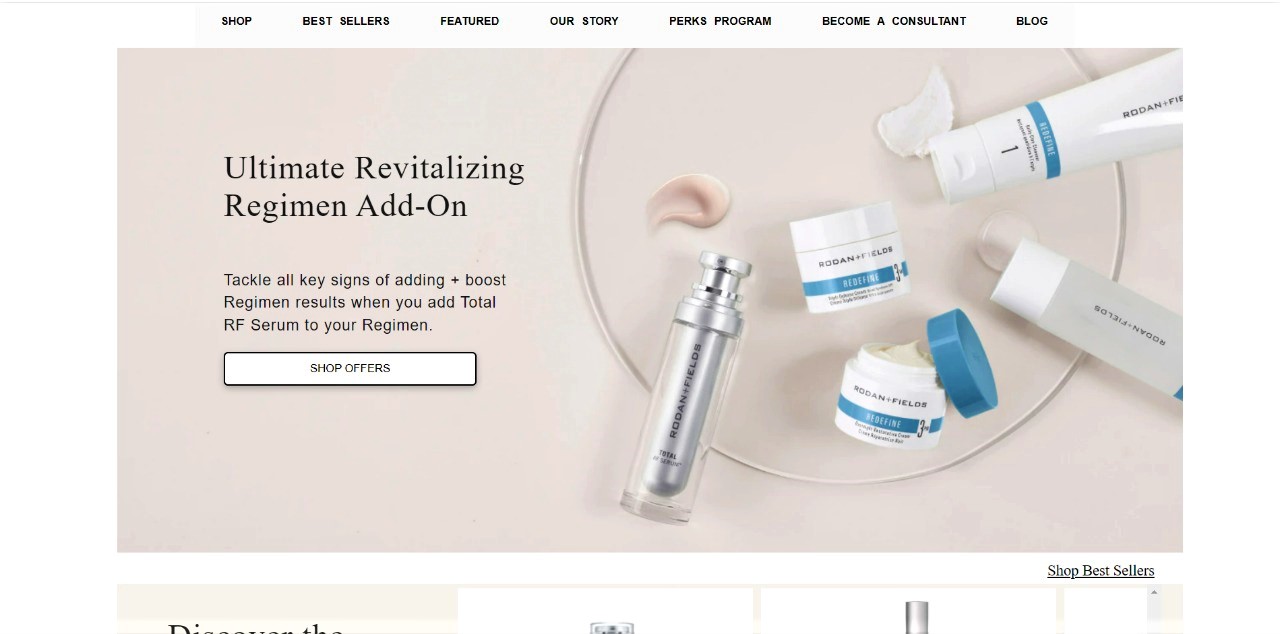 SHOP BEST SELLERS FEATURED OUR STORY PERKS PROGRAM BECOME A CONSULTANT BLOG
Ultimate Revitalizing
Regimen Add-On
Tackle all key signs of adding + boost
Regimen results when you add Total
RF Serum to your Regimen.
SHOP OFFERS
RODAN+FIE
REDEFINE
1
RODAN+FIELDS
REDEFINE
3
RODAN+FIELDS
RODAN+FIELDS
TOTAL
RF SERUM
RODAN+FIELDS
REDEFINE
3
Shop Best Sellers
Discover the